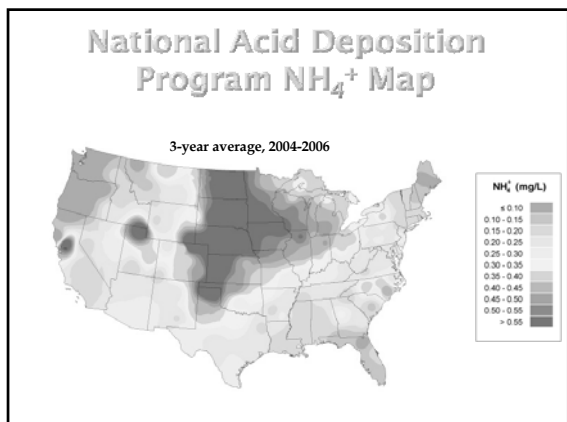 National Acid Deposition
Program NH₄⁺ Map
3-year average, 2004-2006
NH₄⁺ (mg/L)
≤ 0.10
0.10 - 0.15
0.15 - 0.20
0.20 - 0.25
0.25 - 0.30
0.30 - 0.35
0.35 - 0.40
0.40 - 0.45
0.45 - 0.50
0.50 - 0.55
> 0.55